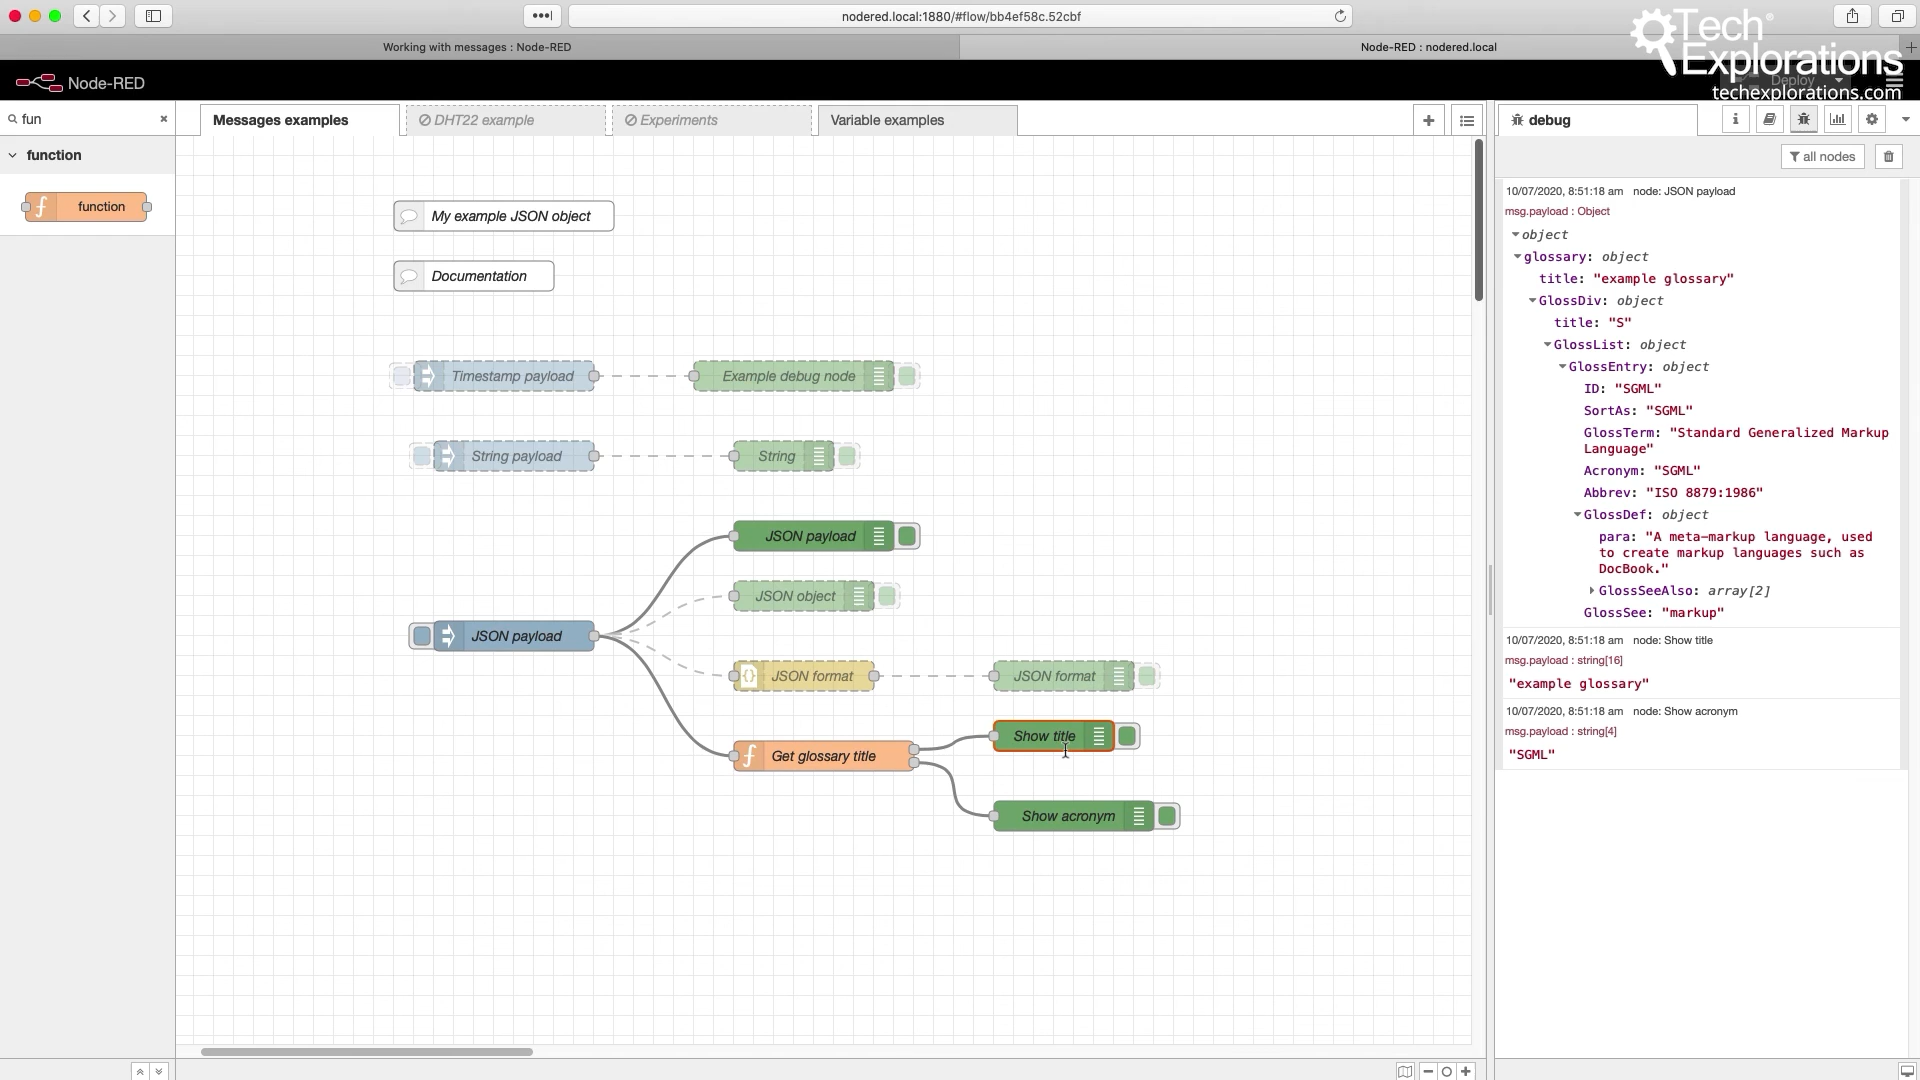 nodered.local:1880/#flow/bb4ef58c.52cbf
Working with messages : Node-RED
Node-RED : nodered.local
Tech
Explorations
techexplorations.com
Node-RED
Deploy
fun
function
function
Messages examples
DHT22 example
Experiments
Variable examples
My example JSON object
Documentation
Timestamp payload
Example debug node
String payload
String
JSON payload
JSON object
JSON payload
JSON format
JSON format
Show title
Get glossary title
Show acronym
debug
all nodes
10/07/2020, 8:51:18 am node: JSON payload
msg.payload : Object
object
glossary: object
title: "example glossary"
GlossDiv: object
title: "S"
GlossList: object
GlossEntry: object
ID: "SGML"
SortAs: "SGML"
GlossTerm: "Standard Generalized Markup
Language"
Acronym: "SGML"
Abbrev: "ISO 8879:1986"
GlossDef: object
para: "A meta-markup language, used
to create markup languages such as
DocBook."
GlossSeeAlso: array[2]
GlossSee: "markup"
10/07/2020, 8:51:18 am node: Show title
msg.payload : string[16]
"example glossary"
10/07/2020, 8:51:18 am node: Show acronym
msg.payload : string[4]
"SGML"